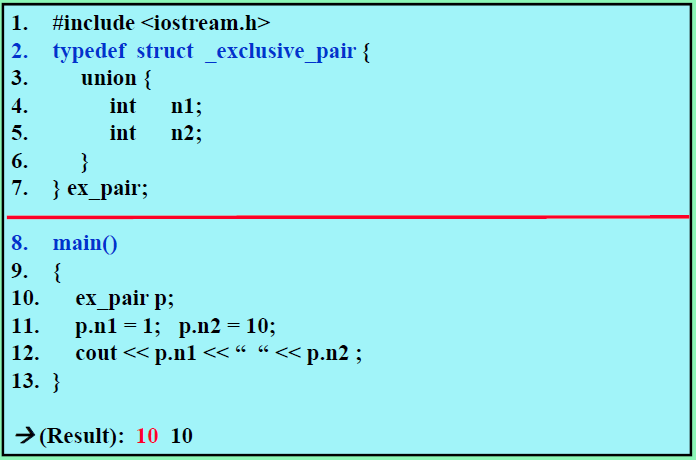 1. #include <iostream.h>
2. typedef struct _exclusive_pair {
3. union {
4. int n1;
5. int n2;
6. }
7. } ex_pair;
8. main()
9. {
10. ex_pair p;
11. p.n1 = 1; p.n2 = 10;
12. cout << p.n1 << “ “ << p.n2 ;
13. }
→ (Result): 10 10